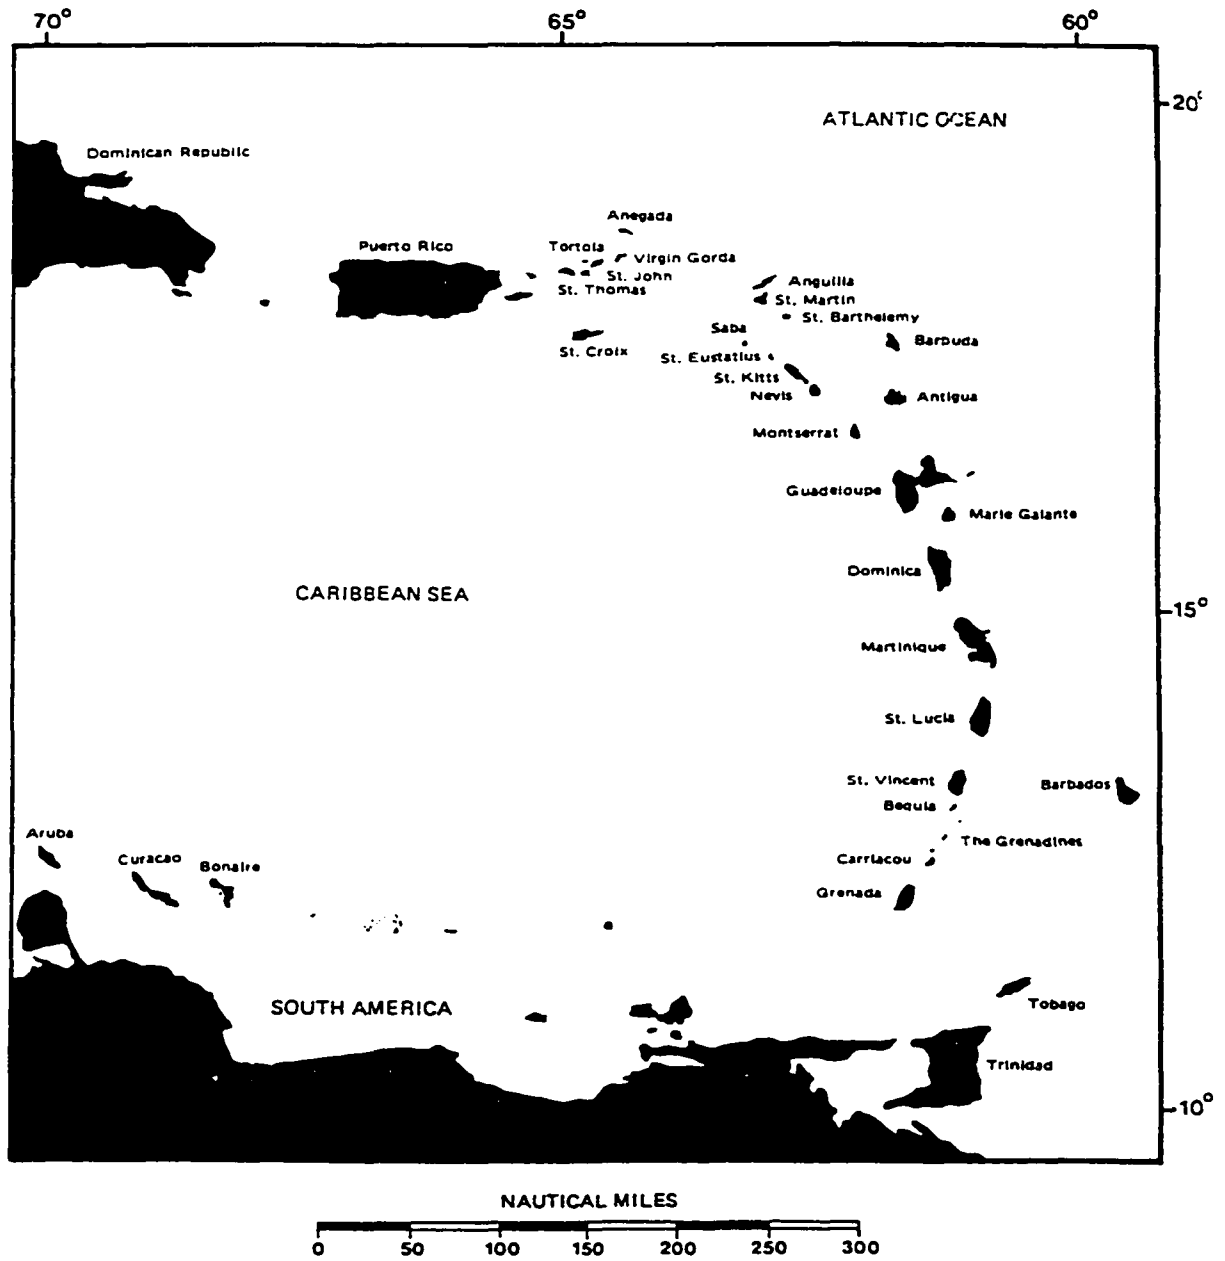 70° 65° 60°
20°
ATLANTIC OCEAN
Dominican Republic
Anegada
Puerto Rico
Tortola
Virgin Gorda
St. John
St. Thomas
Anguilla
St. Martin
St. Barthelemy
Saba
Barbuda
St. Croix
St. Eustatius
St. Kitts
Nevis
Antigua
Montserrat
Guadeloupe
Marie Galante
Dominica
CARIBBEAN SEA
15°
Martinique
St. Lucia
St. Vincent
Barbados
Bequia
Aruba
The Grenadines
Curacao
Carriacou
Bonaire
Grenada
SOUTH AMERICA
Tobago
Trinidad
10°
NAUTICAL MILES
0 50 100 150 200 250 300